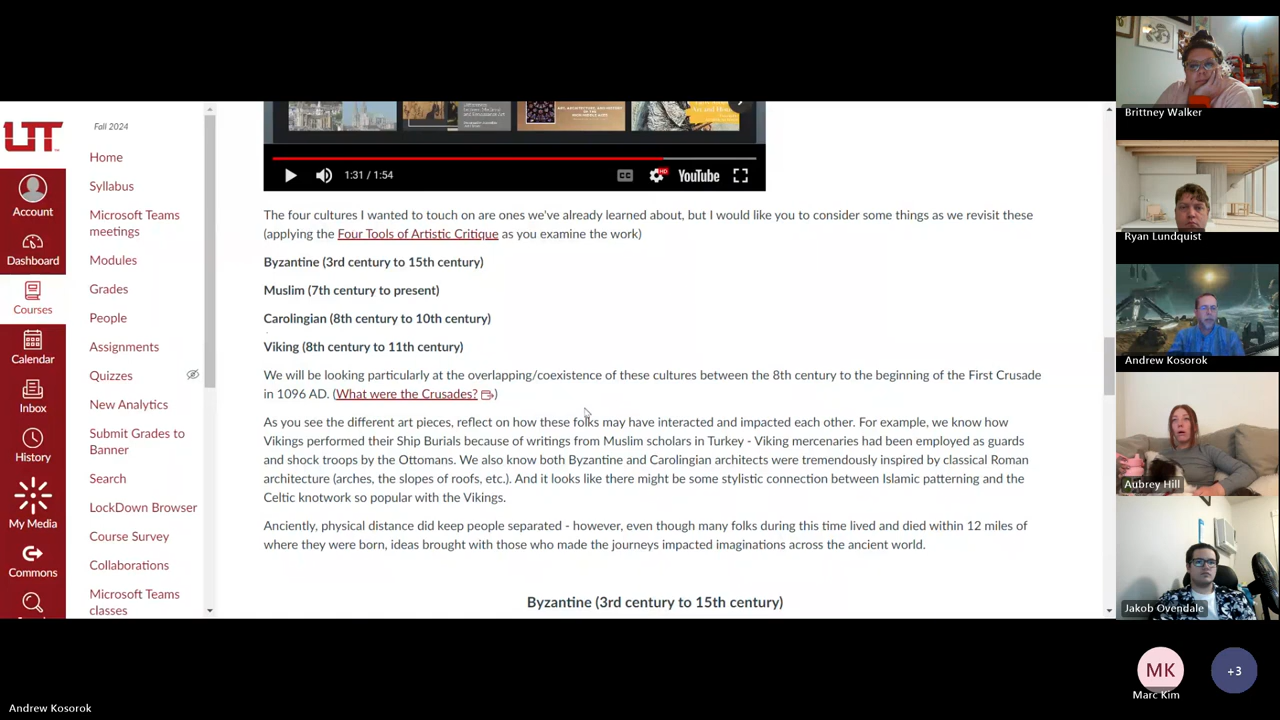 Fall 2024
UT
Account
Dashboard
Courses
Calendar
Inbox
History
My Media
Commons
Home
Syllabus
Microsoft Teams
meetings
Modules
Grades
People
Assignments
Quizzes
New Analytics
Submit Grades to
Banner
Search
LockDown Browser
Course Survey
Collaborations
Microsoft Teams
classes
1:31 / 1:54
CC
HD
YouTube
The four cultures I wanted to touch on are ones we've already learned about, but I would like you to consider some things as we revisit these
(applying the Four Tools of Artistic Critique as you examine the work)
Byzantine (3rd century to 15th century)
Muslim (7th century to present)
Carolingian (8th century to 10th century)
Viking (8th century to 11th century)
We will be looking particularly at the overlapping/coexistence of these cultures between the 8th century to the beginning of the First Crusade
in 1096 AD. (What were the Crusades?)
As you see the different art pieces, reflect on how these folks may have interacted and impacted each other. For example, we know how
Vikings performed their Ship Burials because of writings from Muslim scholars in Turkey - Viking mercenaries had been employed as guards
and shock troops by the Ottomans. We also know both Byzantine and Carolingian architects were tremendously inspired by classical Roman
architecture (arches, the slopes of roofs, etc.). And it looks like there might be some stylistic connection between Islamic patterning and the
Celtic knotwork so popular with the Vikings.
Anciently, physical distance did keep people separated - however, even though many folks during this time lived and died within 12 miles of
where they were born, ideas brought with those who made the journeys impacted imaginations across the ancient world.
Byzantine (3rd century to 15th century)
Brittney Walker
Ryan Lundquist
Andrew Kosorok
Aubrey Hill
Jakob Ovendale
MK
Marc Kim
+3
Andrew Kosorok